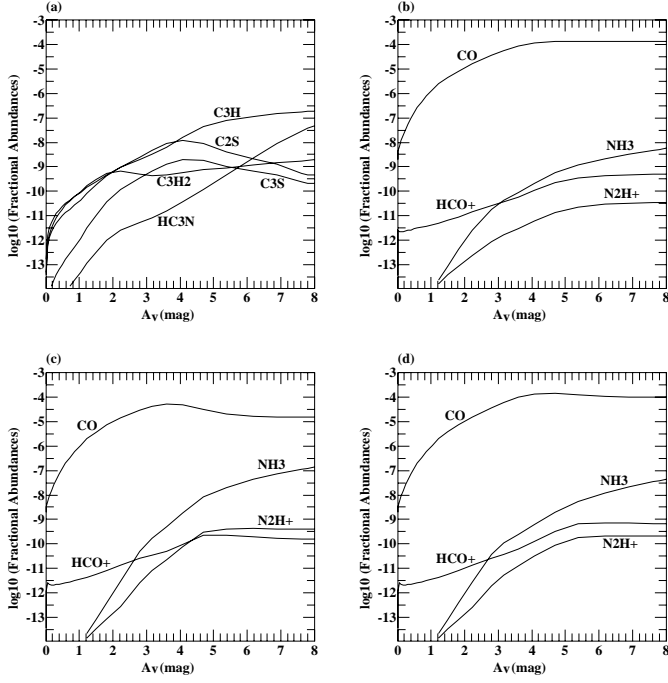 (a)
-3
-4
-5
-6
-7
-8
-9
-10
-11
-12
-13
log10 (Fractional Abundances)
C3H
C2S
C3H2
C3S
HC3N
0 1 2 3 4 5 6 7 8
Av (mag)
(b)
-3
-4
-5
-6
-7
-8
-9
-10
-11
-12
-13
log10 (Fractional Abundances)
CO
NH3
HCO+
N2H+
0 1 2 3 4 5 6 7 8
Av (mag)
(c)
-3
-4
-5
-6
-7
-8
-9
-10
-11
-12
-13
log10 (Fractional Abundances)
CO
NH3
N2H+
HCO+
0 1 2 3 4 5 6 7 8
Av (mag)
(d)
-3
-4
-5
-6
-7
-8
-9
-10
-11
-12
-13
log10 (Fractional Abundances)
CO
NH3
HCO+
N2H+
0 1 2 3 4 5 6 7 8
Av (mag)